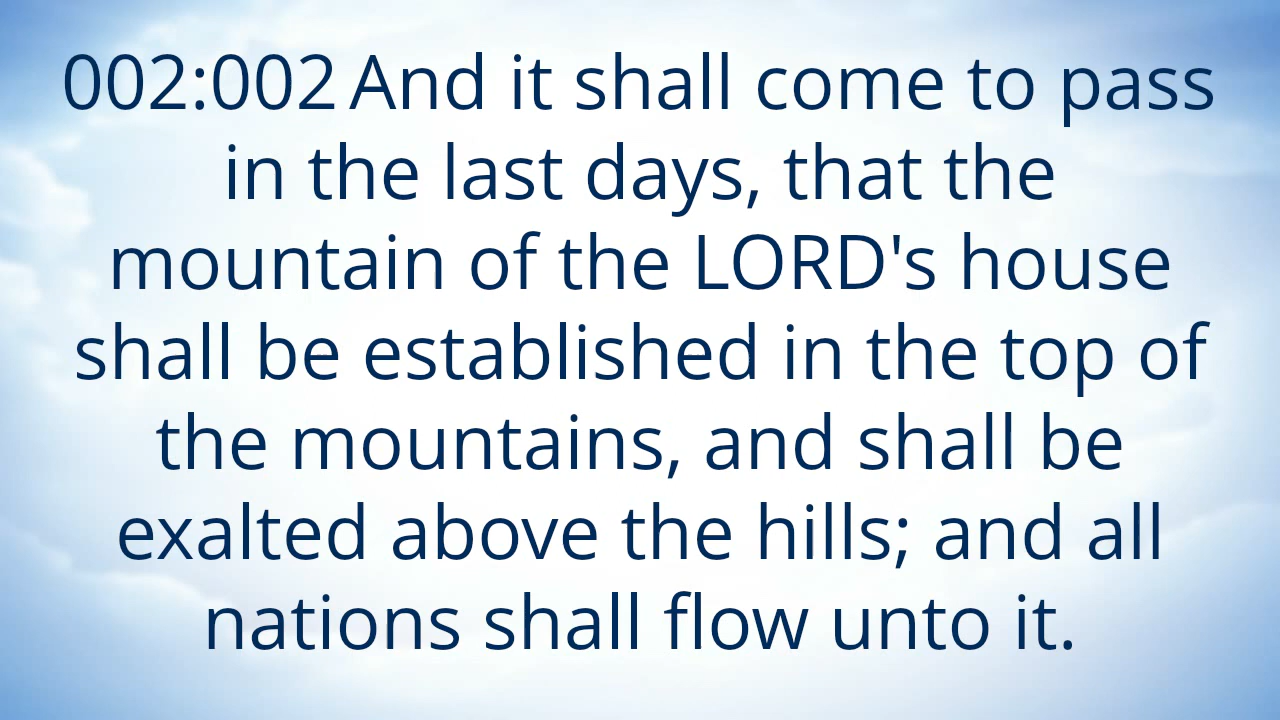 002:002 And it shall come to pass
in the last days, that the
mountain of the LORD's house
shall be established in the top of
the mountains, and shall be
exalted above the hills; and all
nations shall flow unto it.